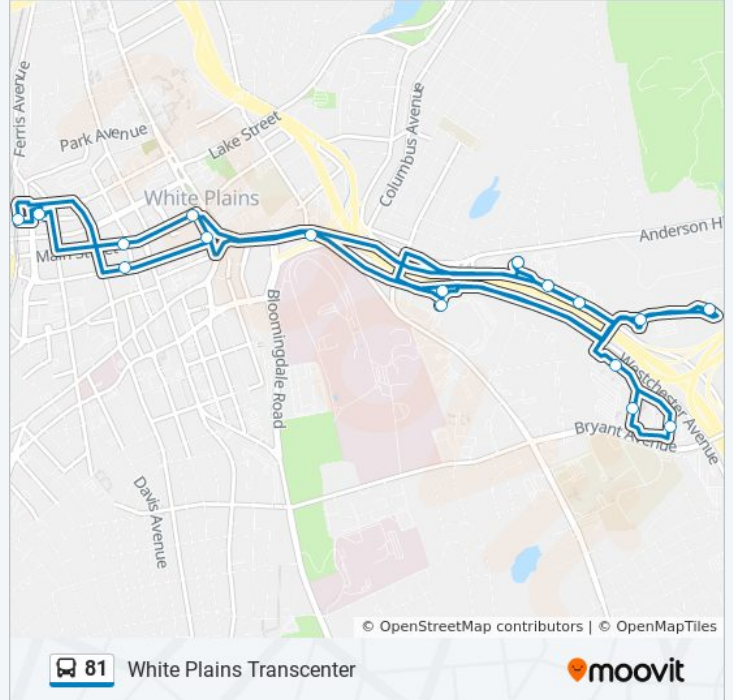 Ferris Avenue
Park Avenue
Lake Street
Columbus Avenue
White Plains
Main Street
Anderson H
Bloomingdale Road
Westchester Avenue
Bryant Avenue
Davis Avenue
© OpenStreetMap contributors | © OpenMapTiles
81 White Plains Transcenter
moovit